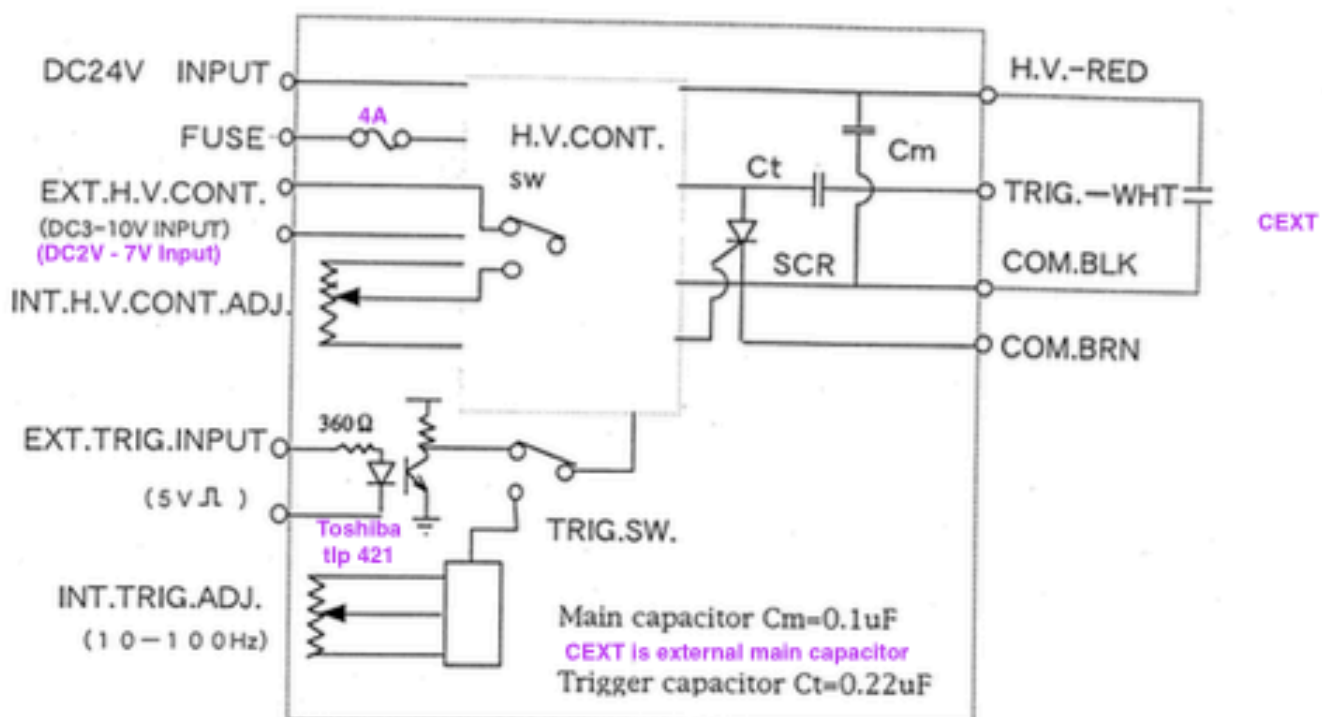 DC24V INPUT
FUSE
4A
EXT.H.V.CONT.
(DC3-10V INPUT)
(DC2V - 7V Input)
INT.H.V.CONT.ADJ.
H.V.CONT.
SW
Ct
Cm
SCR
H.V.-RED
TRIG.-WHT
CEXT
COM.BLK
COM.BRN
EXT.TRIG.INPUT
(5V⎍)
360Ω
Toshiba
tlp 421
TRIG.SW.
INT.TRIG.ADJ.
(10-100Hz)
Main capacitor Cm=0.1uF
CEXT is external main capacitor
Trigger capacitor Ct=0.22uF